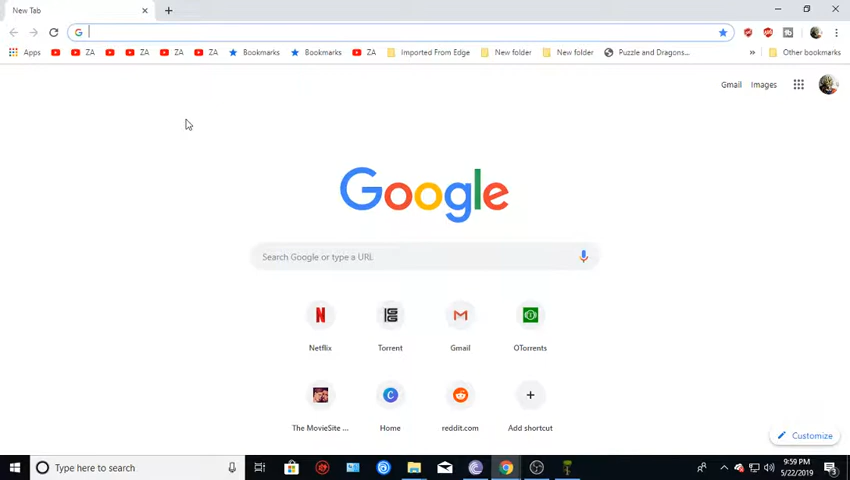 New Tab
Apps ZA ZA ZA ZA Bookmarks Bookmarks ZA Imported From Edge New folder New folder Puzzle and Dragons... » Other bookmarks
Gmail Images
Google
Search Google or type a URL
Netflix Torrent Gmail OTorrents
The MovieSite ... Home reddit.com Add shortcut
Customize
Type here to search
9:59 PM
5/22/2019
3